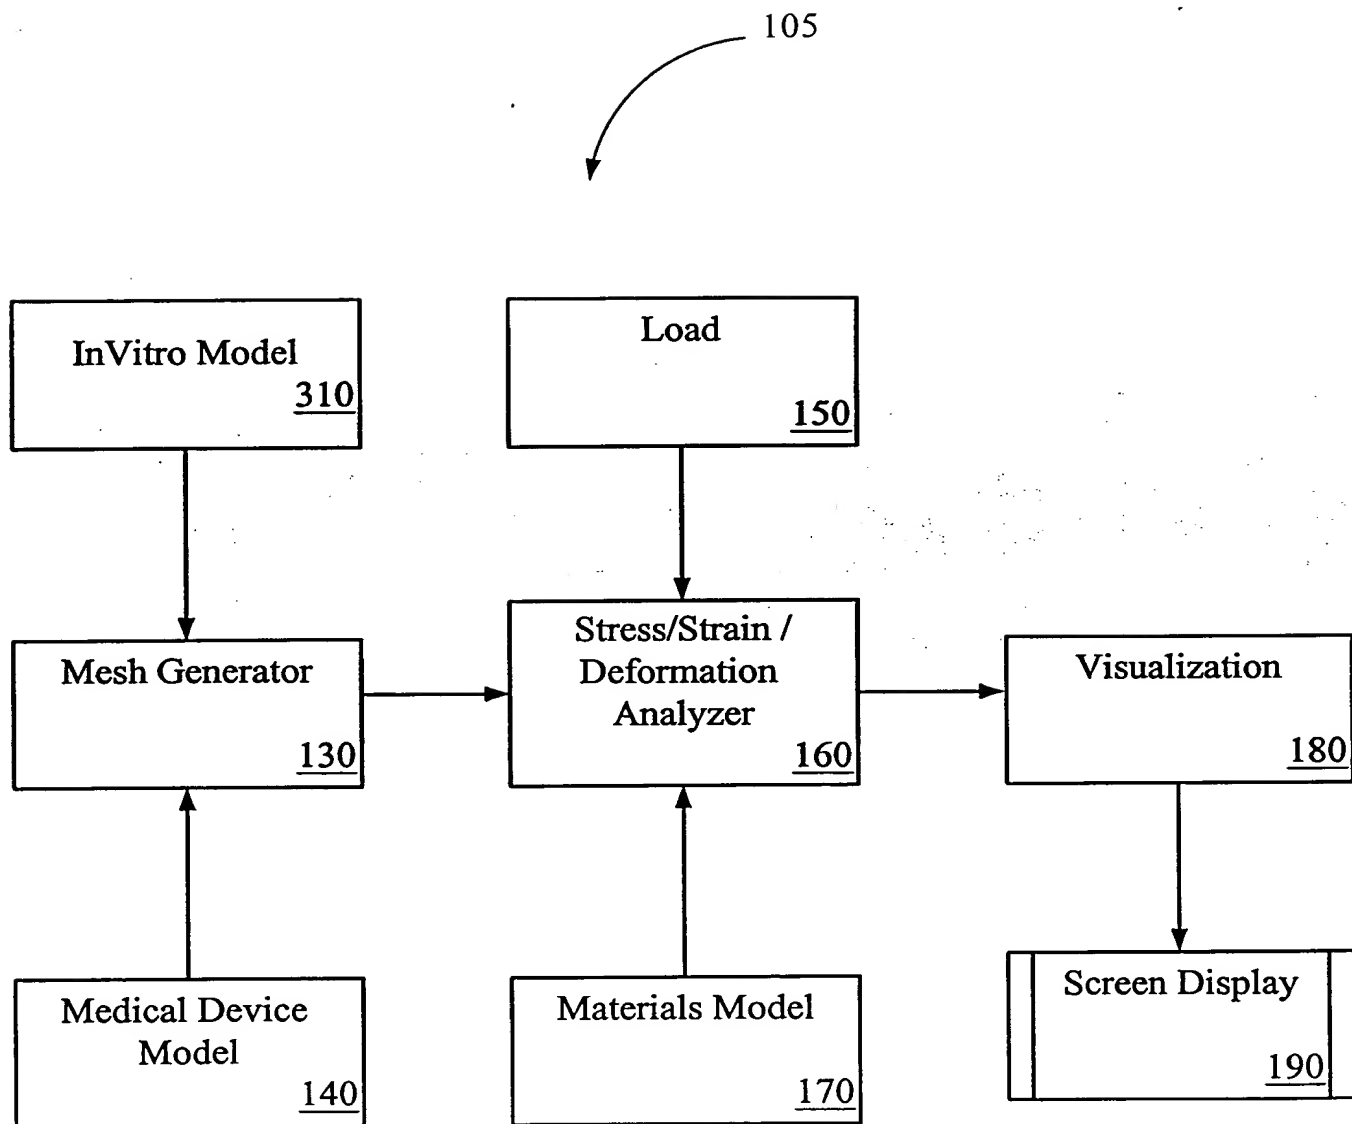 105
InVitro Model
310
Load
150
Mesh Generator
130
Stress/Strain /
Deformation
Analyzer
160
Visualization
180
Medical Device
Model
140
Materials Model
170
Screen Display
190